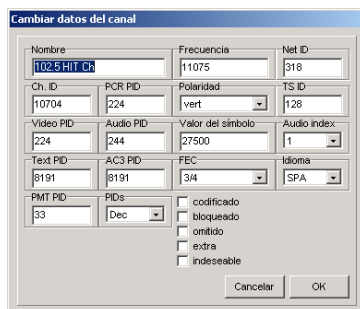 Cambiar datos del canal
Nombre Frecuencia Net ID
102.5 HIT Ch 11075 318
Ch. ID PCR PID Polaridad TS ID
10704 224 vert 128
Video PID Audio PID Valor del símbolo Audio index
224 244 27500 1
Text PID AC3 PID FEC Idioma
8191 8191 3/4 SPA
PMT PID PIDs
33 Dec
codificado
bloqueado
omitido
extra
indeseable
Cancelar OK